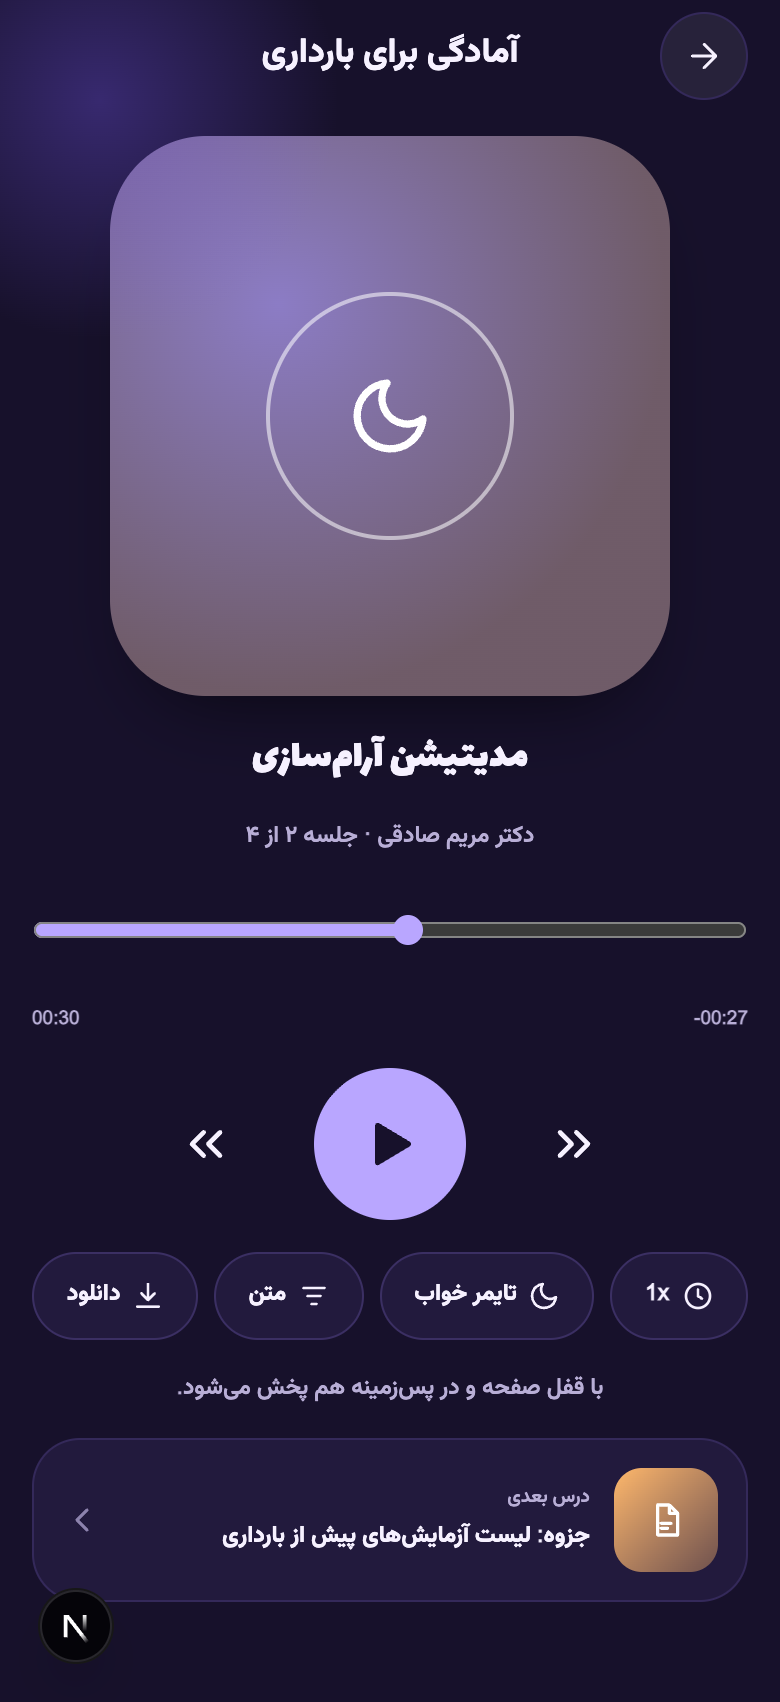 آمادگی برای بارداری
مدیتیشن آرام‌سازی
دکتر مریم صادقی · جلسه ۲ از ۴
00:30
-00:27
1x
تایمر خواب
متن
دانلود
با قفل صفحه و در پس‌زمینه هم پخش می‌شود.
درس بعدی
جزوه: لیست آزمایش‌های پیش از بارداری
N